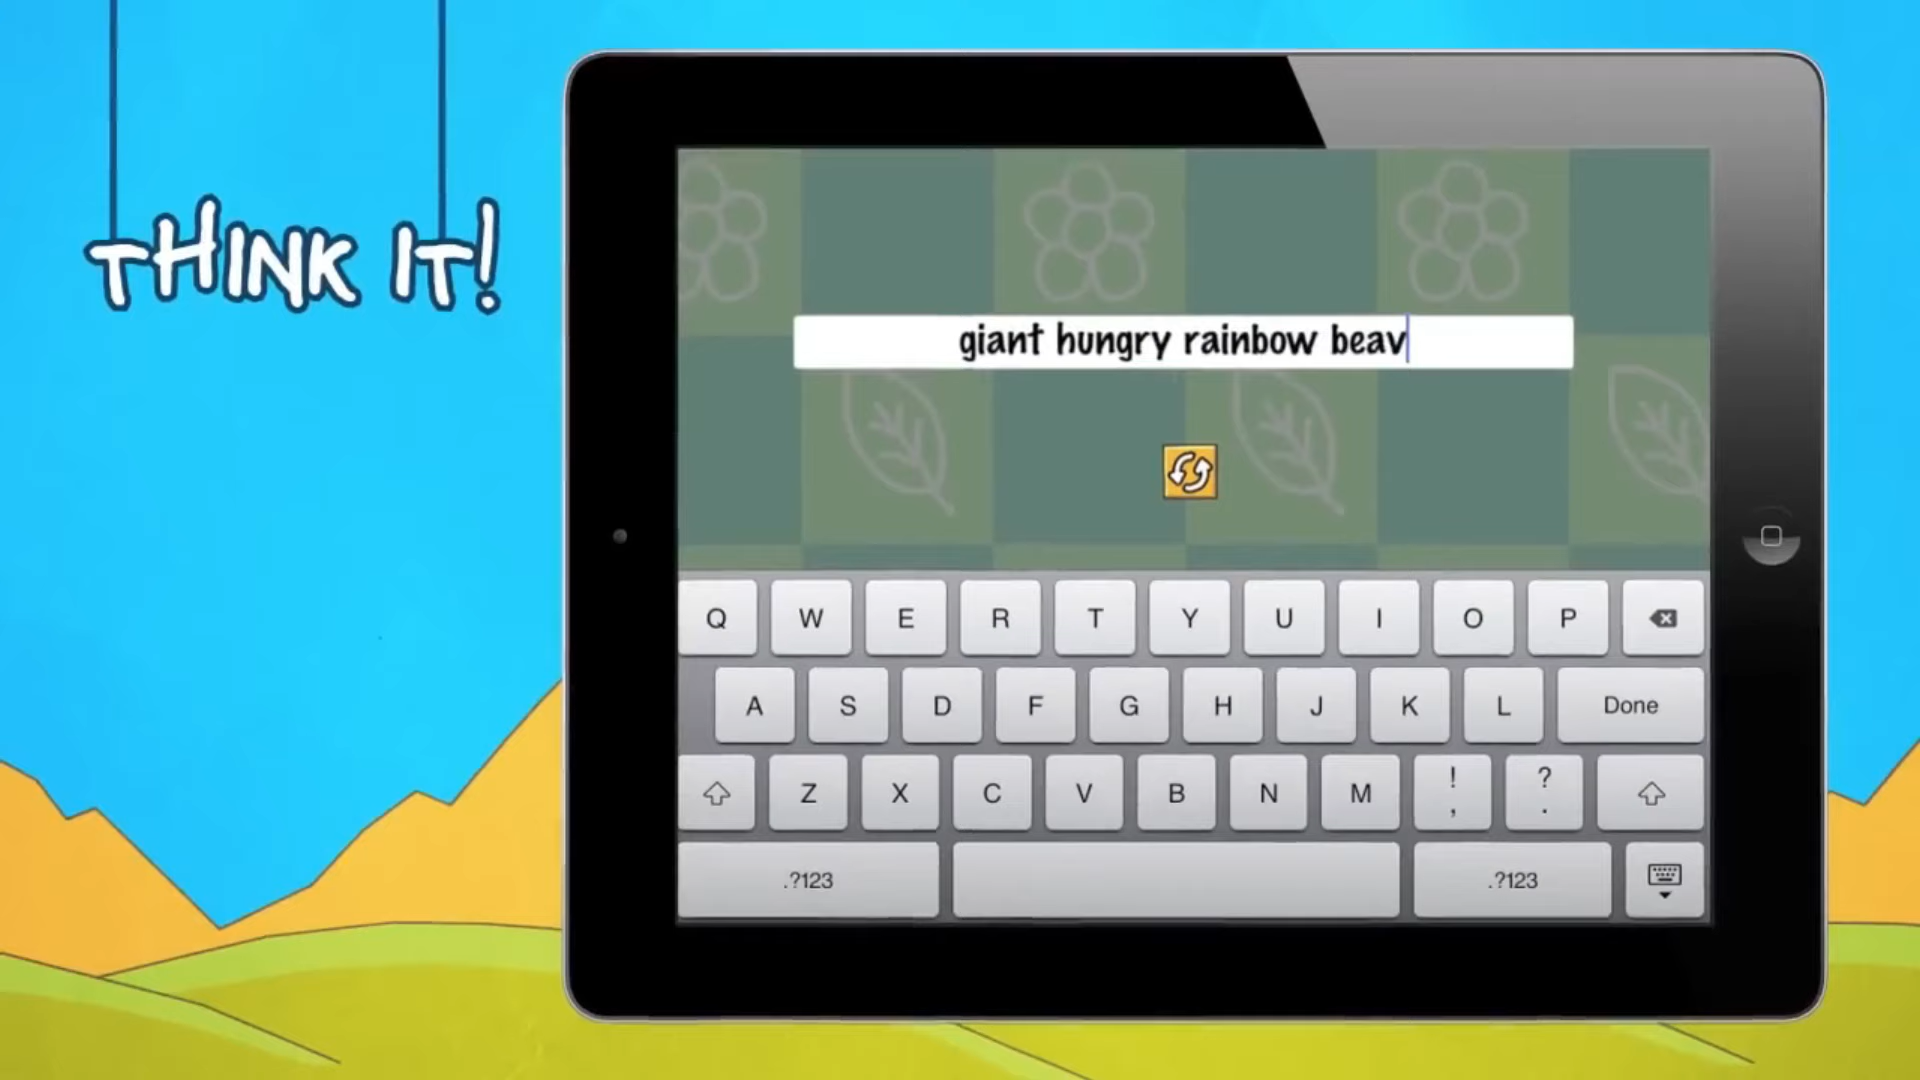 THINK IT!
giant hungry rainbow beav
Q W E R T Y U I O P
A S D F G H J K L Done
Z X C V B N M ! , ? .
.?123 .?123